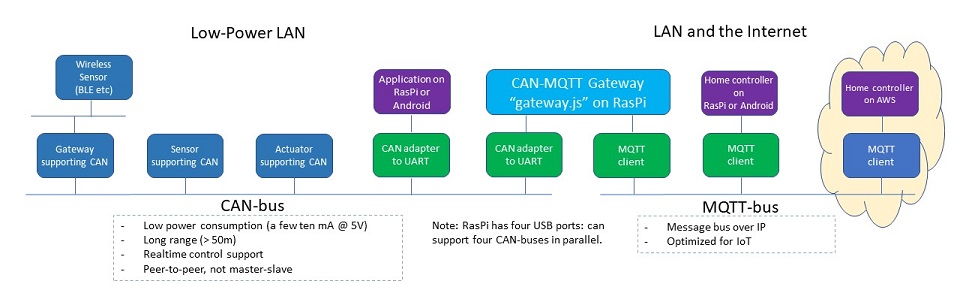 Low-Power LAN
LAN and the Internet
Wireless
Sensor
(BLE etc)
Application on
RasPi or
Android
CAN-MQTT Gateway
"gateway.js" on RasPi
Home controller
on
RasPi or Android
Home controller
on AWS
Gateway
supporting CAN
Sensor
supporting CAN
Actuator
supporting CAN
CAN adapter
to UART
CAN adapter
to UART
MQTT
client
MQTT
client
MQTT
client
CAN-bus
MQTT-bus
- Low power consumption (a few ten mA @ 5V)
- Long range (> 50m)
- Realtime control support
- Peer-to-peer, not master-slave
Note: RasPi has four USB ports: can
support four CAN-buses in parallel.
- Message bus over IP
- Optimized for IoT